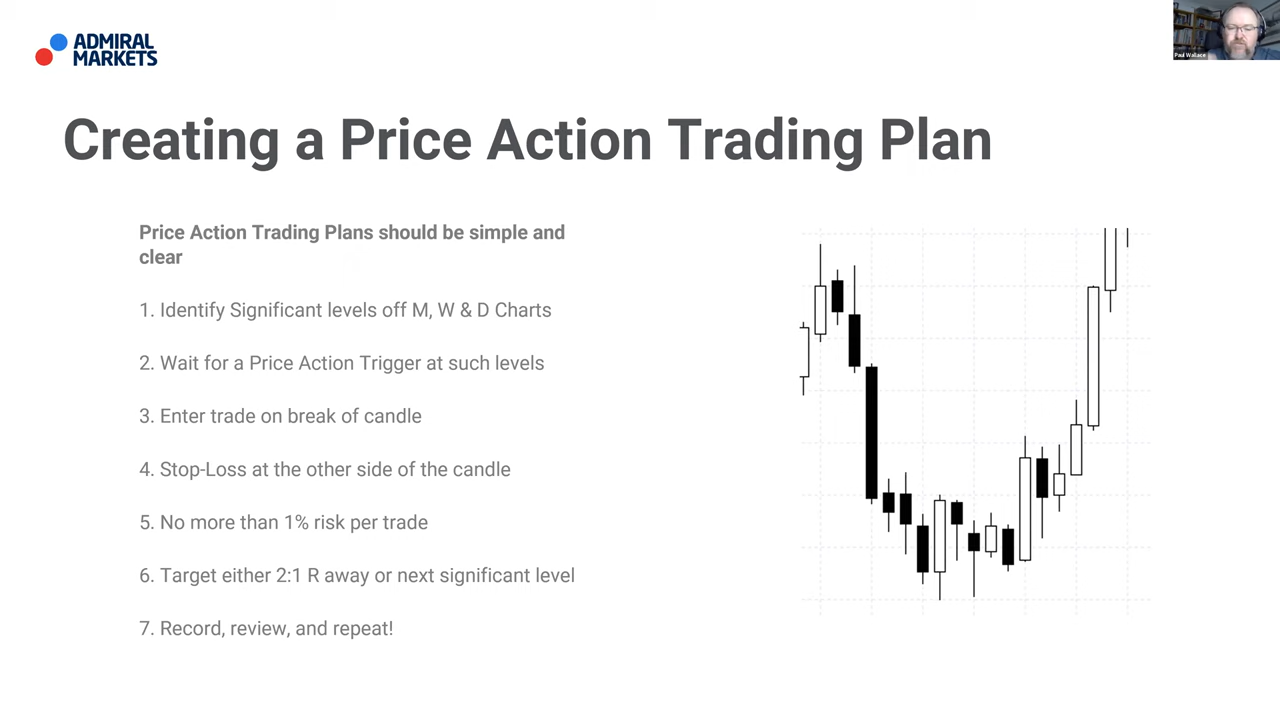 ADMIRAL
MARKETS
Paul Wallace
Creating a Price Action Trading Plan
Price Action Trading Plans should be simple and
clear
1. Identify Significant levels off M, W & D Charts
2. Wait for a Price Action Trigger at such levels
3. Enter trade on break of candle
4. Stop-Loss at the other side of the candle
5. No more than 1% risk per trade
6. Target either 2:1 R away or next significant level
7. Record, review, and repeat!